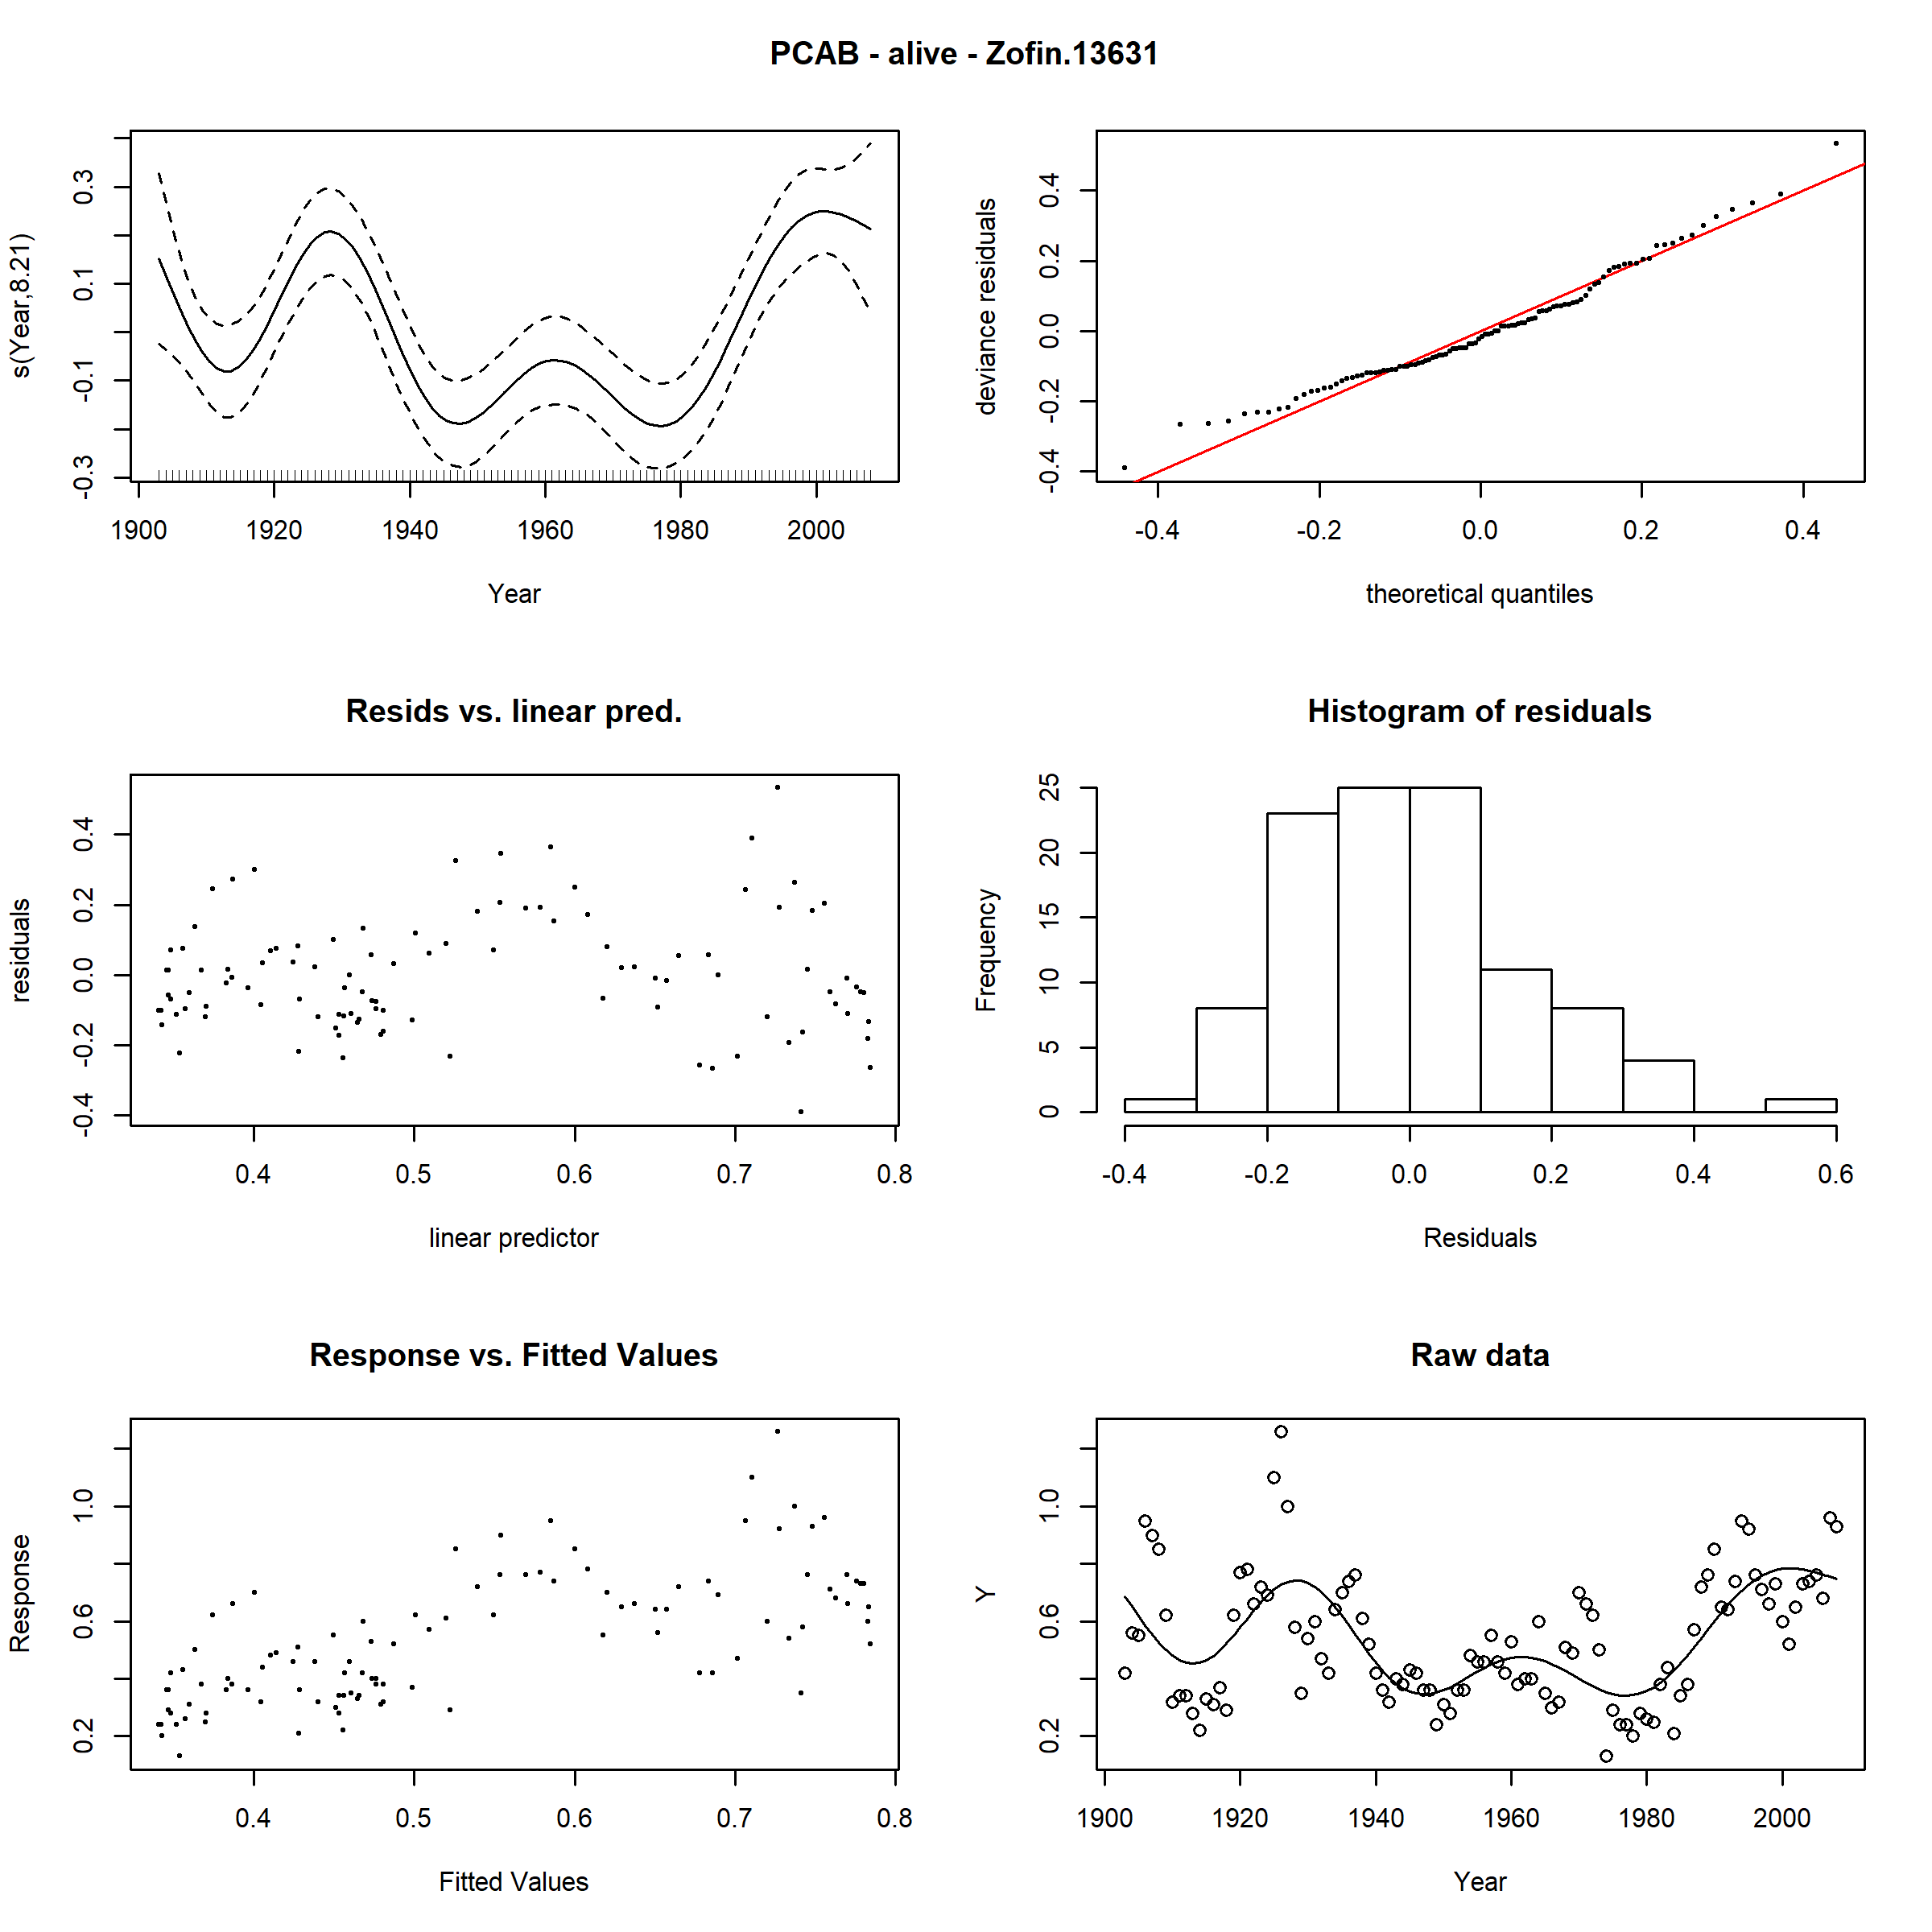 PCAB - alive - Zofin.13631
s(Year,8.21)
-0.3 -0.1 0.1 0.3
1900 1920 1940 1960 1980 2000
Year
deviance residuals
-0.4 -0.2 0.0 0.2 0.4
-0.4 -0.2 0.0 0.2 0.4
theoretical quantiles
Resids vs. linear pred.
residuals
-0.4 -0.2 0.0 0.2 0.4
0.4 0.5 0.6 0.7 0.8
linear predictor
Histogram of residuals
Frequency
0 5 10 15 20 25
-0.4 -0.2 0.0 0.2 0.4 0.6
Residuals
Response vs. Fitted Values
Response
0.2 0.6 1.0
0.4 0.5 0.6 0.7 0.8
Fitted Values
Raw data
Y
0.2 0.6 1.0
1900 1920 1940 1960 1980 2000
Year